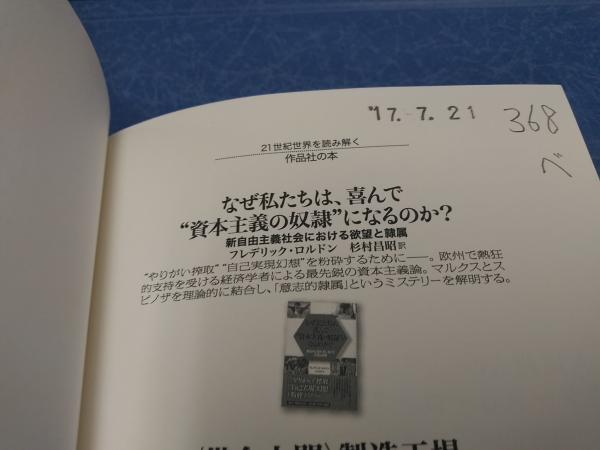 '17.-7.21
368
べ
21世紀世界を読み解く
作品社の本
なぜ私たちは、喜んで
“資本主義の奴隷”になるのか?
新自由主義社会における欲望と隷属
フレデリック・ロルドン 杉村昌昭訳
“やりがい搾取”“自己実現幻想”を粉砕するために――。欧州で熱狂
的支持を受ける経済学者による最先鋭の資本主義論。マルクスとス
ピノザを理論的に結合し、「意志的隷属」というミステリーを解明する。